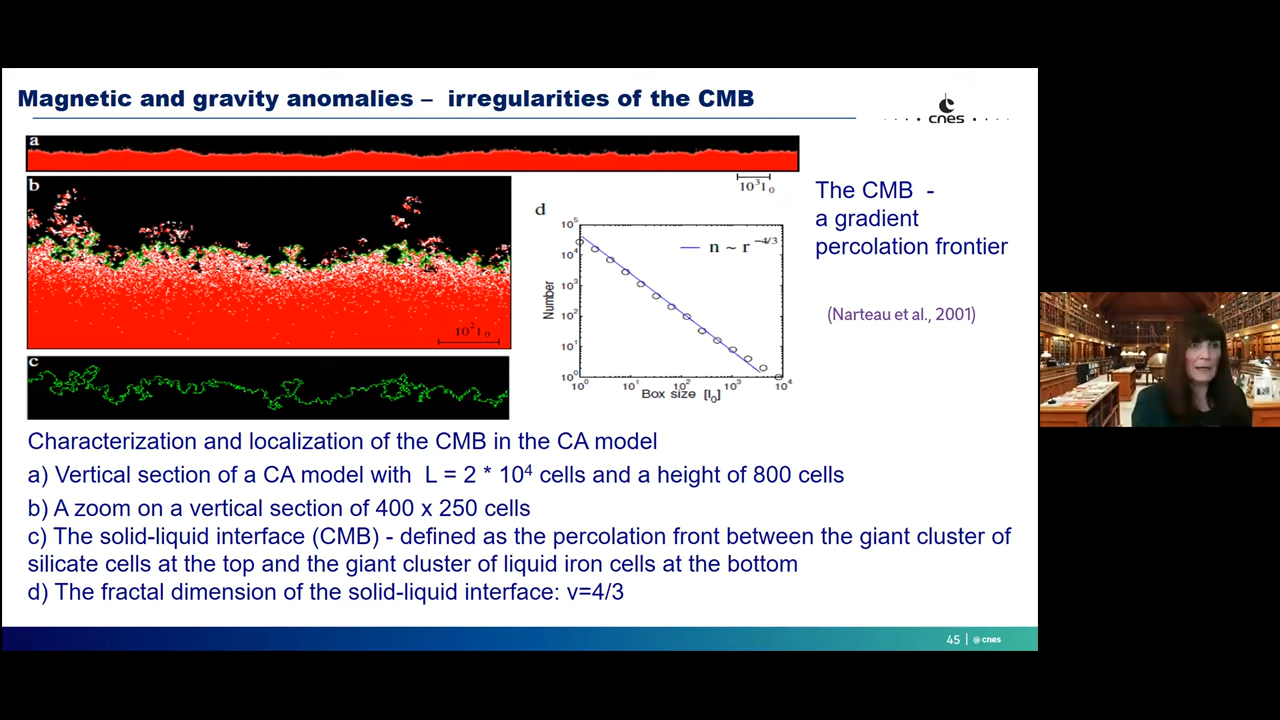 Magnetic and gravity anomalies – irregularities of the CMB
cnes
a
10³l₀
b
10²l₀
c
d
n ~ r⁻⁴/³
Number
10⁵
10⁴
10³
10²
10¹
10⁰
10⁰ 10¹ 10² 10³ 10⁴
Box size [l₀]
The CMB -
a gradient
percolation frontier
(Narteau et al., 2001)
Characterization and localization of the CMB in the CA model
a) Vertical section of a CA model with L = 2 * 10⁴ cells and a height of 800 cells
b) A zoom on a vertical section of 400 x 250 cells
c) The solid-liquid interface (CMB) - defined as the percolation front between the giant cluster of
silicate cells at the top and the giant cluster of liquid iron cells at the bottom
d) The fractal dimension of the solid-liquid interface: v=4/3
45 | @ cnes